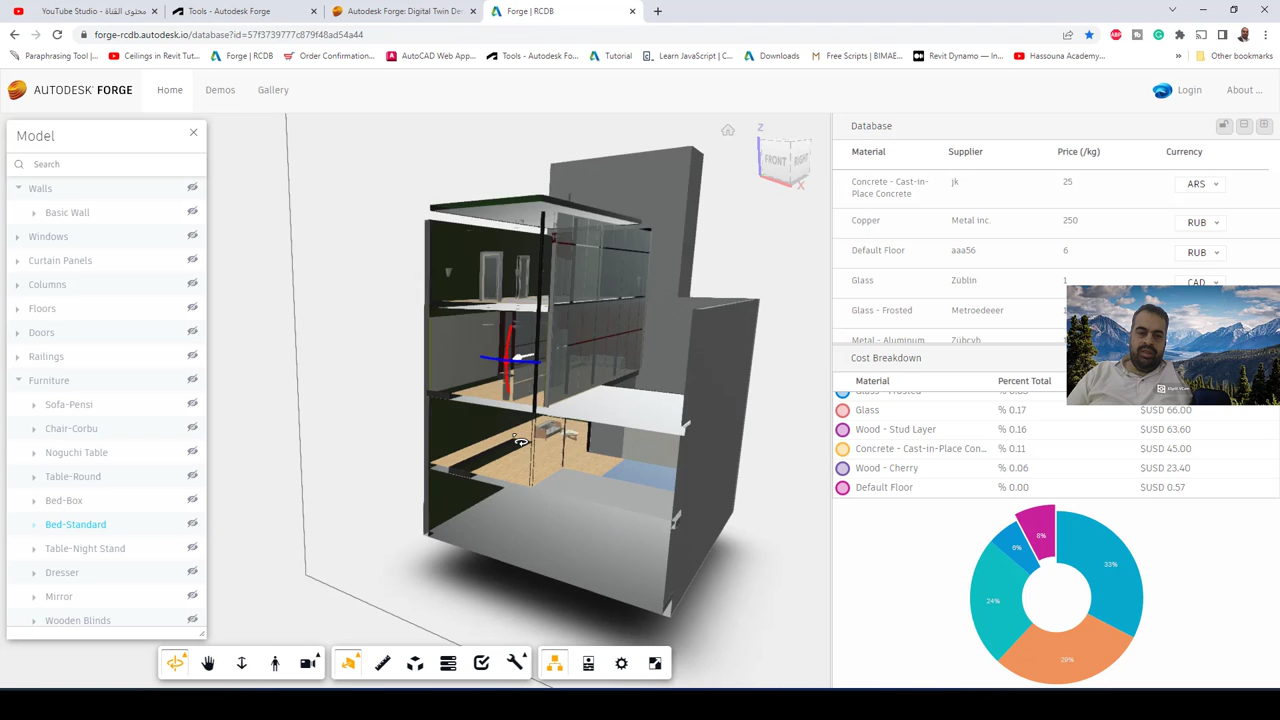 YouTube Studio - محتوى القناة
Tools - Autodesk Forge
Autodesk Forge: Digital Twin De
Forge | RCDB
forge-rcdb.autodesk.io/database?id=57f3739777c879f48ad54a44
Paraphrasing Tool |...
Ceilings in Revit Tut...
Forge | RCDB
Order Confirmation...
AutoCAD Web App...
Tools - Autodesk Fo...
Tutorial
Learn JavaScript | C...
Downloads
Free Scripts | BIMAE...
Revit Dynamo — In...
Hassouna Academy...
Other bookmarks
AUTODESK FORGE
Home
Demos
Gallery
Login
About ...
Model
Search
Walls
Basic Wall
Windows
Curtain Panels
Columns
Floors
Doors
Railings
Furniture
Sofa-Pensi
Chair-Corbu
Noguchi Table
Table-Round
Bed-Box
Bed-Standard
Table-Night Stand
Dresser
Mirror
Wooden Blinds
Z
FRONT
RIGHT
X
Database
Material Supplier Price (/kg) Currency
Concrete - Cast-in-Place Concrete jk 25 ARS
Copper Metal inc. 250 RUB
Default Floor aaa56 6 RUB
Glass Züblin 1 CAD
Glass - Frosted Metroedeeer
Metal - Aluminum
Cost Breakdown
Material Percent Total
Glass % 0.17 $USD 66.00
Wood - Stud Layer % 0.16 $USD 63.60
Concrete - Cast-in-Place Con... % 0.11 $USD 45.00
Wood - Cherry % 0.06 $USD 23.40
Default Floor % 0.00 $USD 0.57
8%
6%
33%
24%
29%